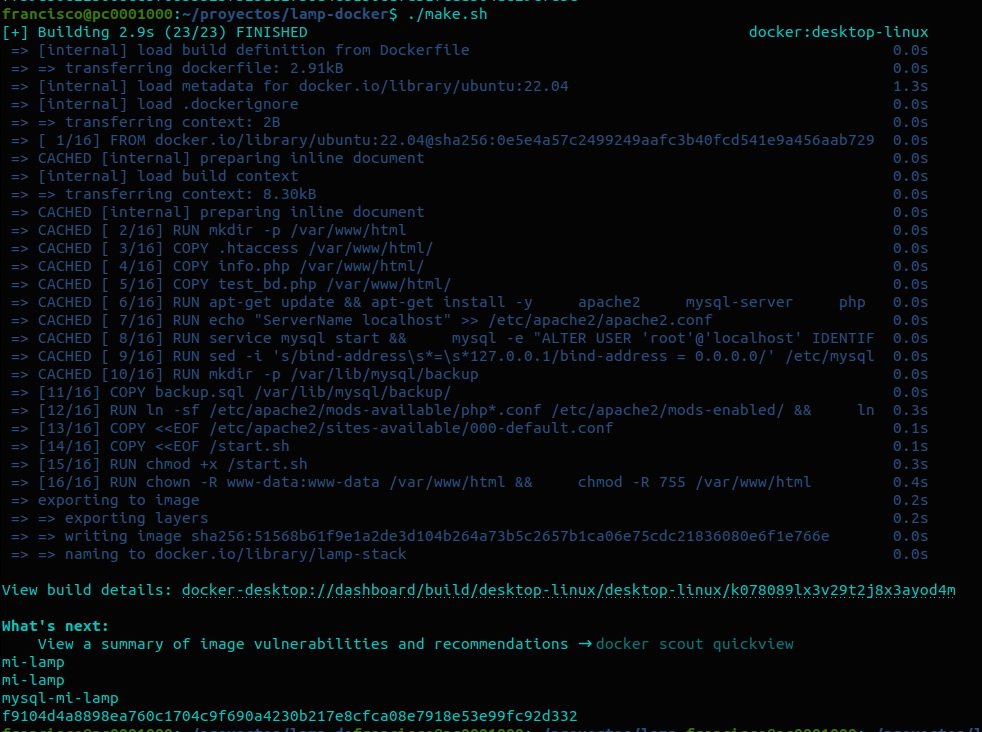 francisco@pc0001000:~/proyectos/lamp-docker$ ./make.sh
[+] Building 2.9s (23/23) FINISHED docker:desktop-linux
=> [internal] load build definition from Dockerfile 0.0s
=> => transferring dockerfile: 2.91kB 0.0s
=> [internal] load metadata for docker.io/library/ubuntu:22.04 1.3s
=> [internal] load .dockerignore 0.0s
=> => transferring context: 2B 0.0s
=> [ 1/16] FROM docker.io/library/ubuntu:22.04@sha256:0e5e4a57c2499249aafc3b40fcd541e9a456aab729 0.0s
=> CACHED [internal] preparing inline document 0.0s
=> [internal] load build context 0.0s
=> => transferring context: 8.30kB 0.0s
=> CACHED [internal] preparing inline document 0.0s
=> CACHED [ 2/16] RUN mkdir -p /var/www/html 0.0s
=> CACHED [ 3/16] COPY .htaccess /var/www/html/ 0.0s
=> CACHED [ 4/16] COPY info.php /var/www/html/ 0.0s
=> CACHED [ 5/16] COPY test_bd.php /var/www/html/ 0.0s
=> CACHED [ 6/16] RUN apt-get update && apt-get install -y     apache2     mysql-server     php 0.0s
=> CACHED [ 7/16] RUN echo "ServerName localhost" >> /etc/apache2/apache2.conf 0.0s
=> CACHED [ 8/16] RUN service mysql start &&     mysql -e "ALTER USER 'root'@'localhost' IDENTIF 0.0s
=> CACHED [ 9/16] RUN sed -i 's/bind-address\s*=\s*127.0.0.1/bind-address = 0.0.0.0/' /etc/mysql 0.0s
=> CACHED [10/16] RUN mkdir -p /var/lib/mysql/backup 0.0s
=> [11/16] COPY backup.sql /var/lib/mysql/backup/ 0.0s
=> [12/16] RUN ln -sf /etc/apache2/mods-available/php*.conf /etc/apache2/mods-enabled/ &&     ln 0.3s
=> [13/16] COPY <<EOF /etc/apache2/sites-available/000-default.conf 0.1s
=> [14/16] COPY <<EOF /start.sh 0.1s
=> [15/16] RUN chmod +x /start.sh 0.3s
=> [16/16] RUN chown -R www-data:www-data /var/www/html &&     chmod -R 755 /var/www/html 0.4s
=> exporting to image 0.2s
=> => exporting layers 0.2s
=> => writing image sha256:51568b61f9e1a2de3d104b264a73b5c2657b1ca06e75cdc21836080e6f1e766e 0.0s
=> => naming to docker.io/library/lamp-stack 0.0s
View build details: docker-desktop://dashboard/build/desktop-linux/desktop-linux/k078089lx3v29t2j8x3ayod4m
What's next:
View a summary of image vulnerabilities and recommendations → docker scout quickview
mi-lamp
mi-lamp
mysql-mi-lamp
f9104d4a8898ea760c1704c9f690a4230b217e8cfca08e7918e53e99fc92d332